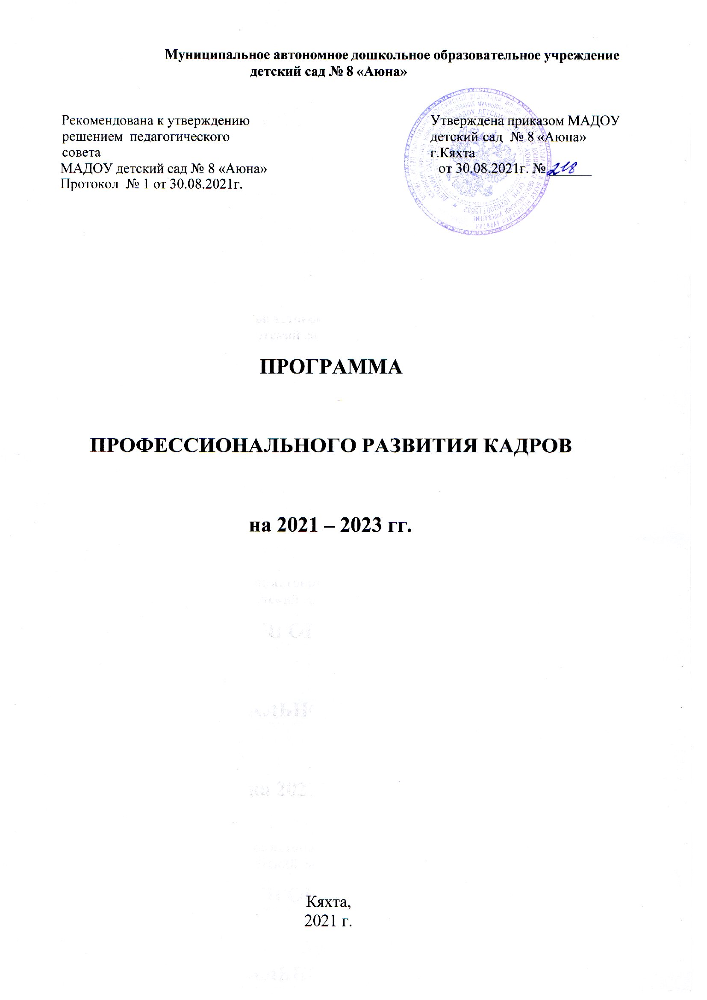 Муниципальное автономное дошкольное образовательное учреждение
детский сад № 8 «Аюна»
Рекомендована к утверждению
решением педагогического
совета
МАДОУ детский сад № 8 «Аюна»
Протокол № 1 от 30.08.2021г.
Утверждена приказом МАДОУ
детский сад № 8 «Аюна»
г.Кяхта
от 30.08.2021г. № 218
ПРОГРАММА
ПРОФЕССИОНАЛЬНОГО РАЗВИТИЯ КАДРОВ
на 2021 – 2023 гг.
Кяхта,
2021 г.